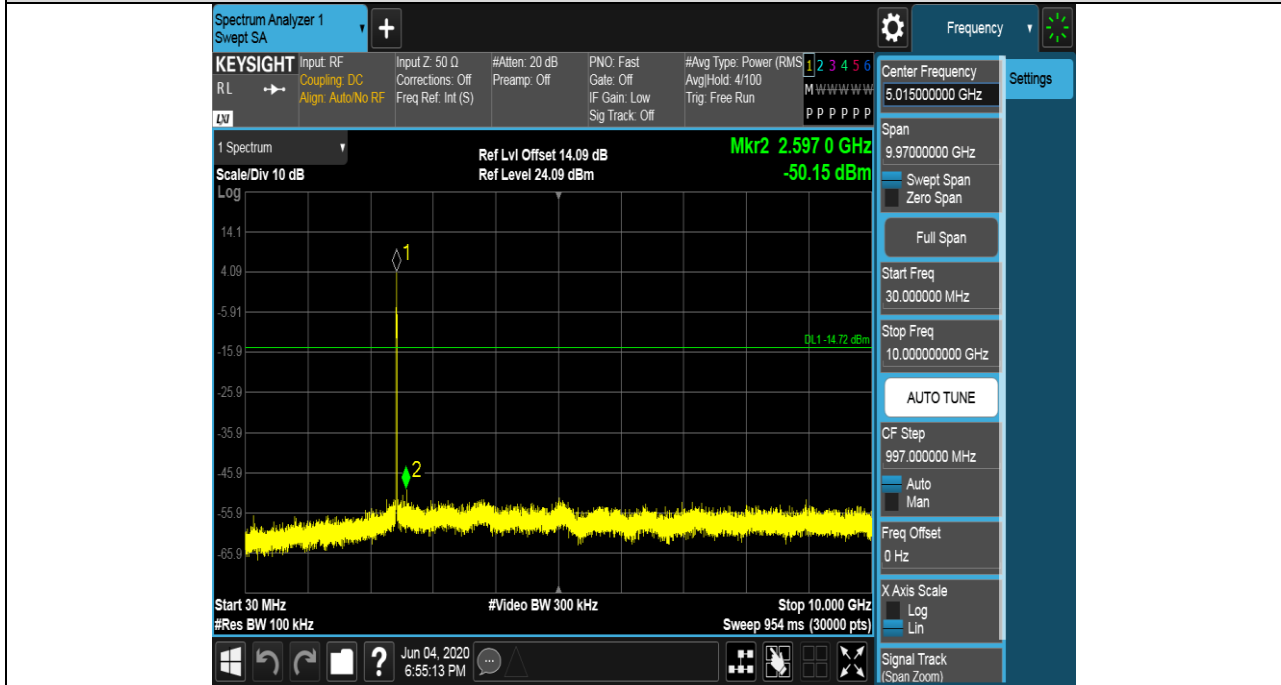 Spectrum Analyzer 1
Swept SA
+
Frequency
KEYSIGHT
RL
LXI
Input: RF
Coupling: DC
Align: Auto/No RF
Input Z: 50 Ω
Corrections: Off
Freq Ref: Int (S)
#Atten: 20 dB
Preamp: Off
PNO: Fast
Gate: Off
IF Gain: Low
Sig Track: Off
#Avg Type: Power (RMS
Avg|Hold: 4/100
Trig: Free Run
1 2 3 4 5 6
M W W W W W
P P P P P P
1 Spectrum
Scale/Div 10 dB
Log
Ref Lvl Offset 14.09 dB
Ref Level 24.09 dBm
Mkr2 2.597 0 GHz
-50.15 dBm
14.1
4.09
-5.91
-15.9
-25.9
-35.9
-45.9
-55.9
-65.9
1
2
DL1 -14.72 dBm
Start 30 MHz
#Res BW 100 kHz
#Video BW 300 kHz
Stop 10.000 GHz
Sweep 954 ms (30000 pts)
?
Jun 04, 2020
6:55:13 PM
Center Frequency
5.015000000 GHz
Settings
Span
9.97000000 GHz
Swept Span
Zero Span
Full Span
Start Freq
30.000000 MHz
Stop Freq
10.000000000 GHz
AUTO TUNE
CF Step
997.000000 MHz
Auto
Man
Freq Offset
0 Hz
X Axis Scale
Log
Lin
Signal Track
(Span Zoom)